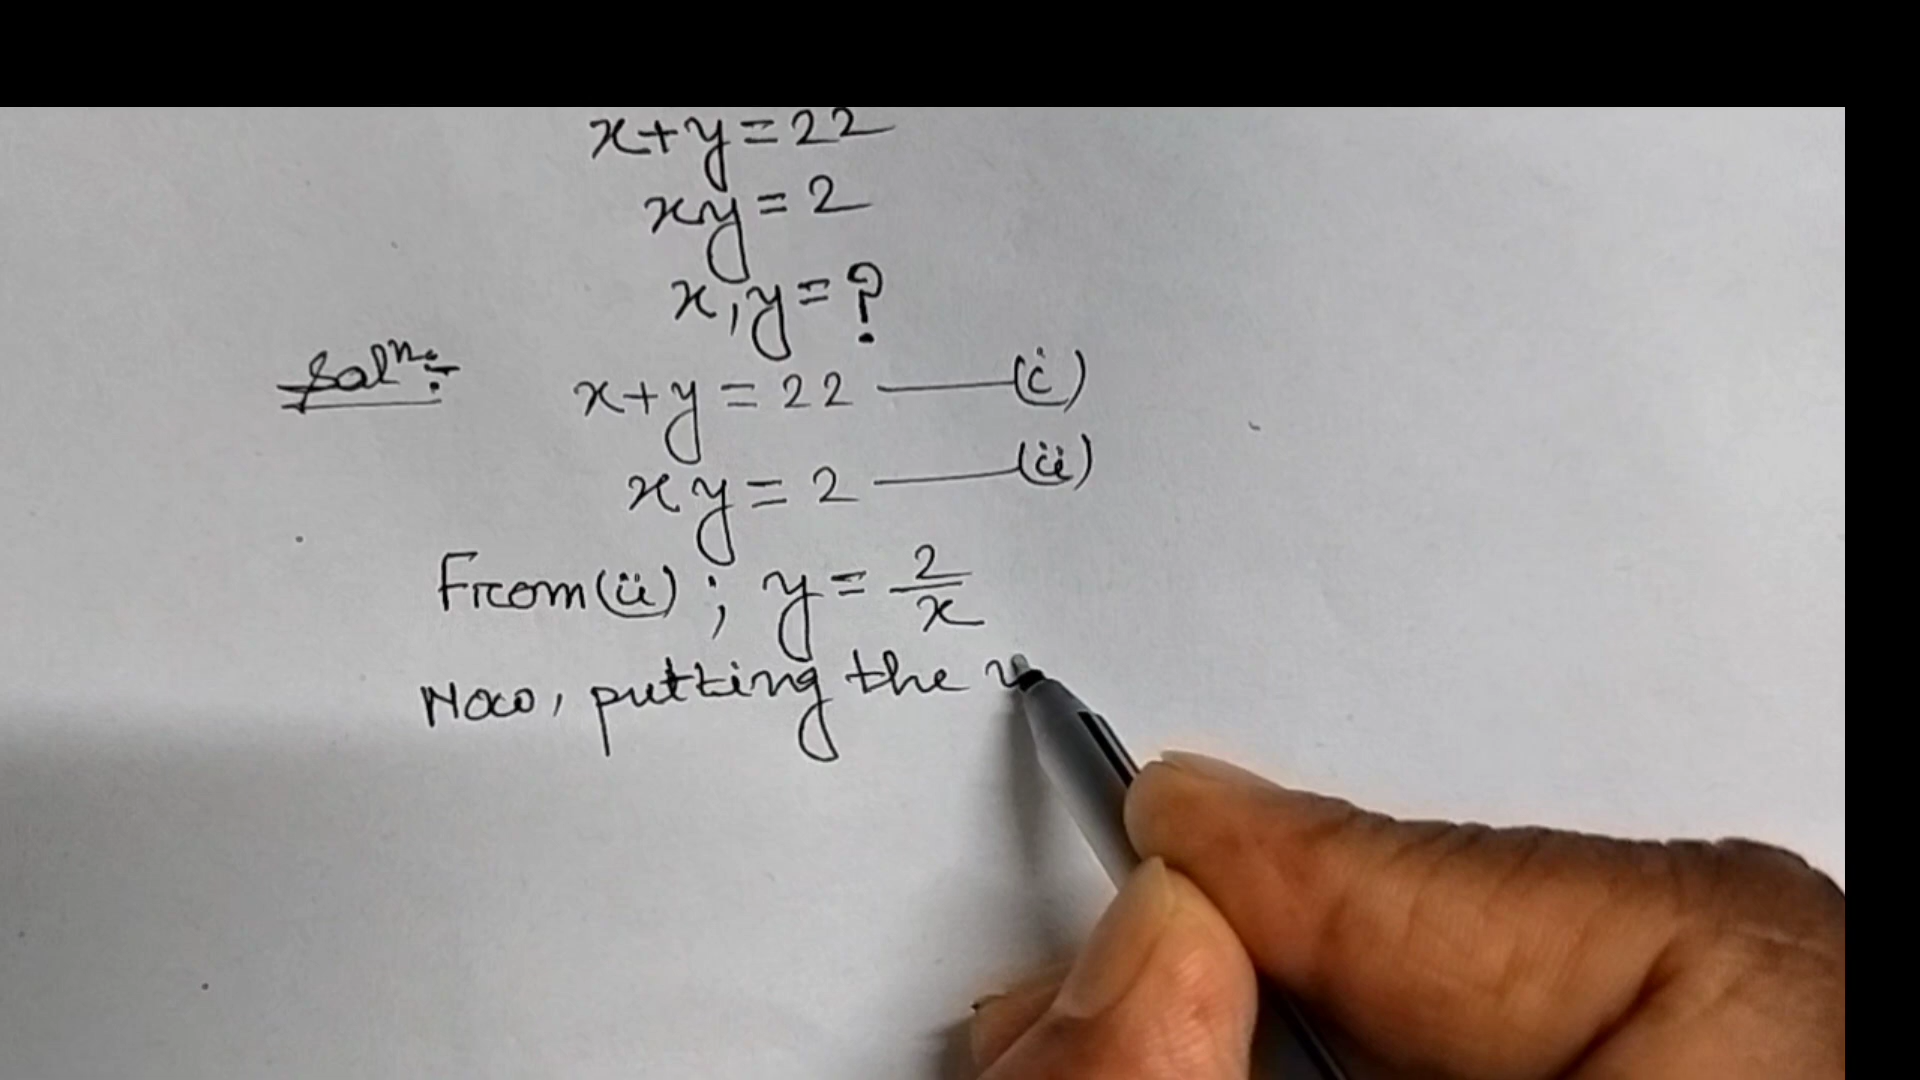 x+y=22
xy=2
x,y=?
Solⁿ:-
x+y=22 ——(i)
xy=2 ——(ii)
From(ii); y=2/x
Now, putting the